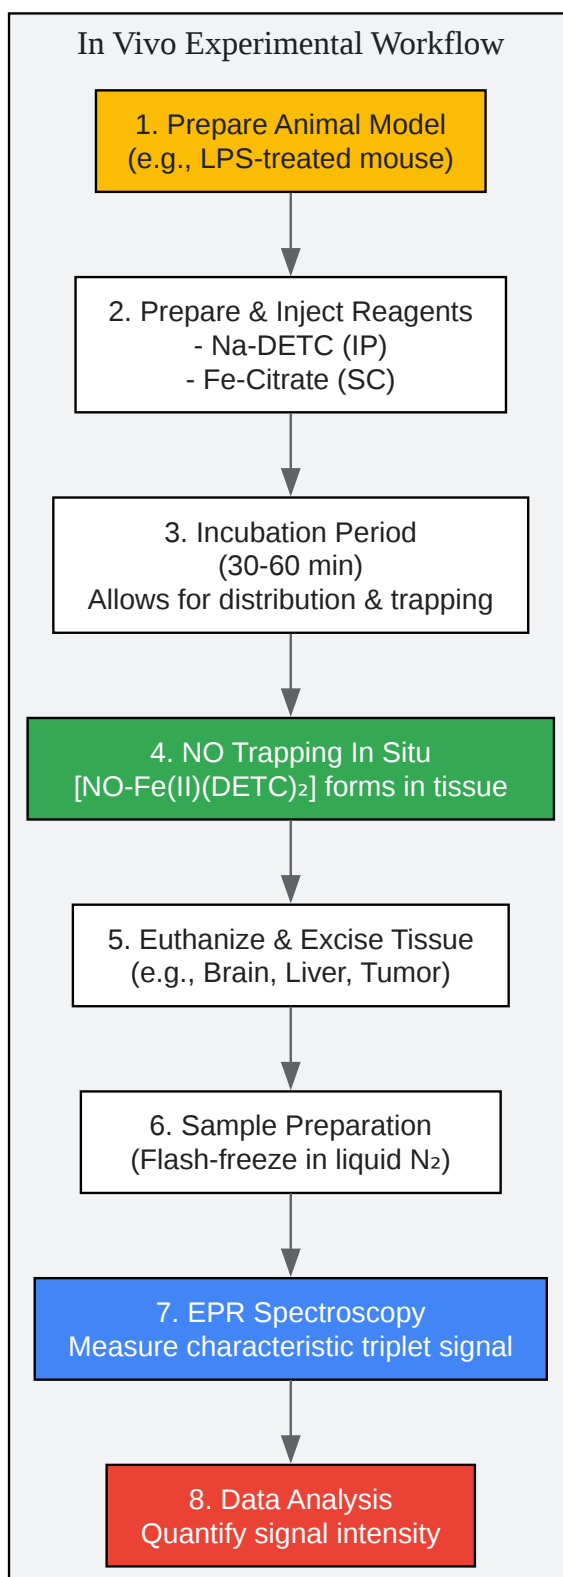 In Vivo Experimental Workflow
1. Prepare Animal Model
(e.g., LPS-treated mouse)
2. Prepare & Inject Reagents
- Na-DETC (IP)
- Fe-Citrate (SC)
3. Incubation Period
(30-60 min)
Allows for distribution & trapping
4. NO Trapping In Situ
[NO-Fe(II)(DETC)₂] forms in tissue
5. Euthanize & Excise Tissue
(e.g., Brain, Liver, Tumor)
6. Sample Preparation
(Flash-freeze in liquid N₂)
7. EPR Spectroscopy
Measure characteristic triplet signal
8. Data Analysis
Quantify signal intensity